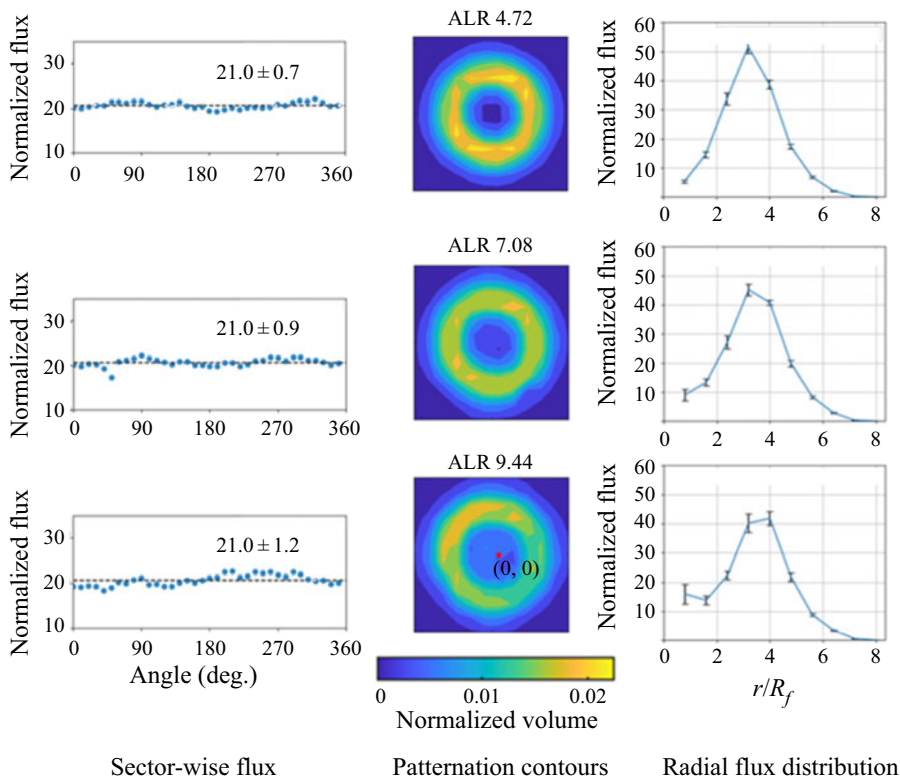 ALR 4.72
Normalized flux
30
20
10
21.0 ± 0.7
0 90 180 270 360
Normalized flux
60
50
40
30
20
10
0 2 4 6 8
ALR 7.08
Normalized flux
30
20
10
21.0 ± 0.9
0 90 180 270 360
Normalized flux
60
50
40
30
20
10
0 2 4 6 8
ALR 9.44
Normalized flux
30
20
10
21.0 ± 1.2
0 90 180 270 360
Angle (deg.)
(0, 0)
0 0.01 0.02
Normalized volume
Normalized flux
60
50
40
30
20
10
0 2 4 6 8
r/R_f
Sector-wise flux
Patternation contours
Radial flux distribution